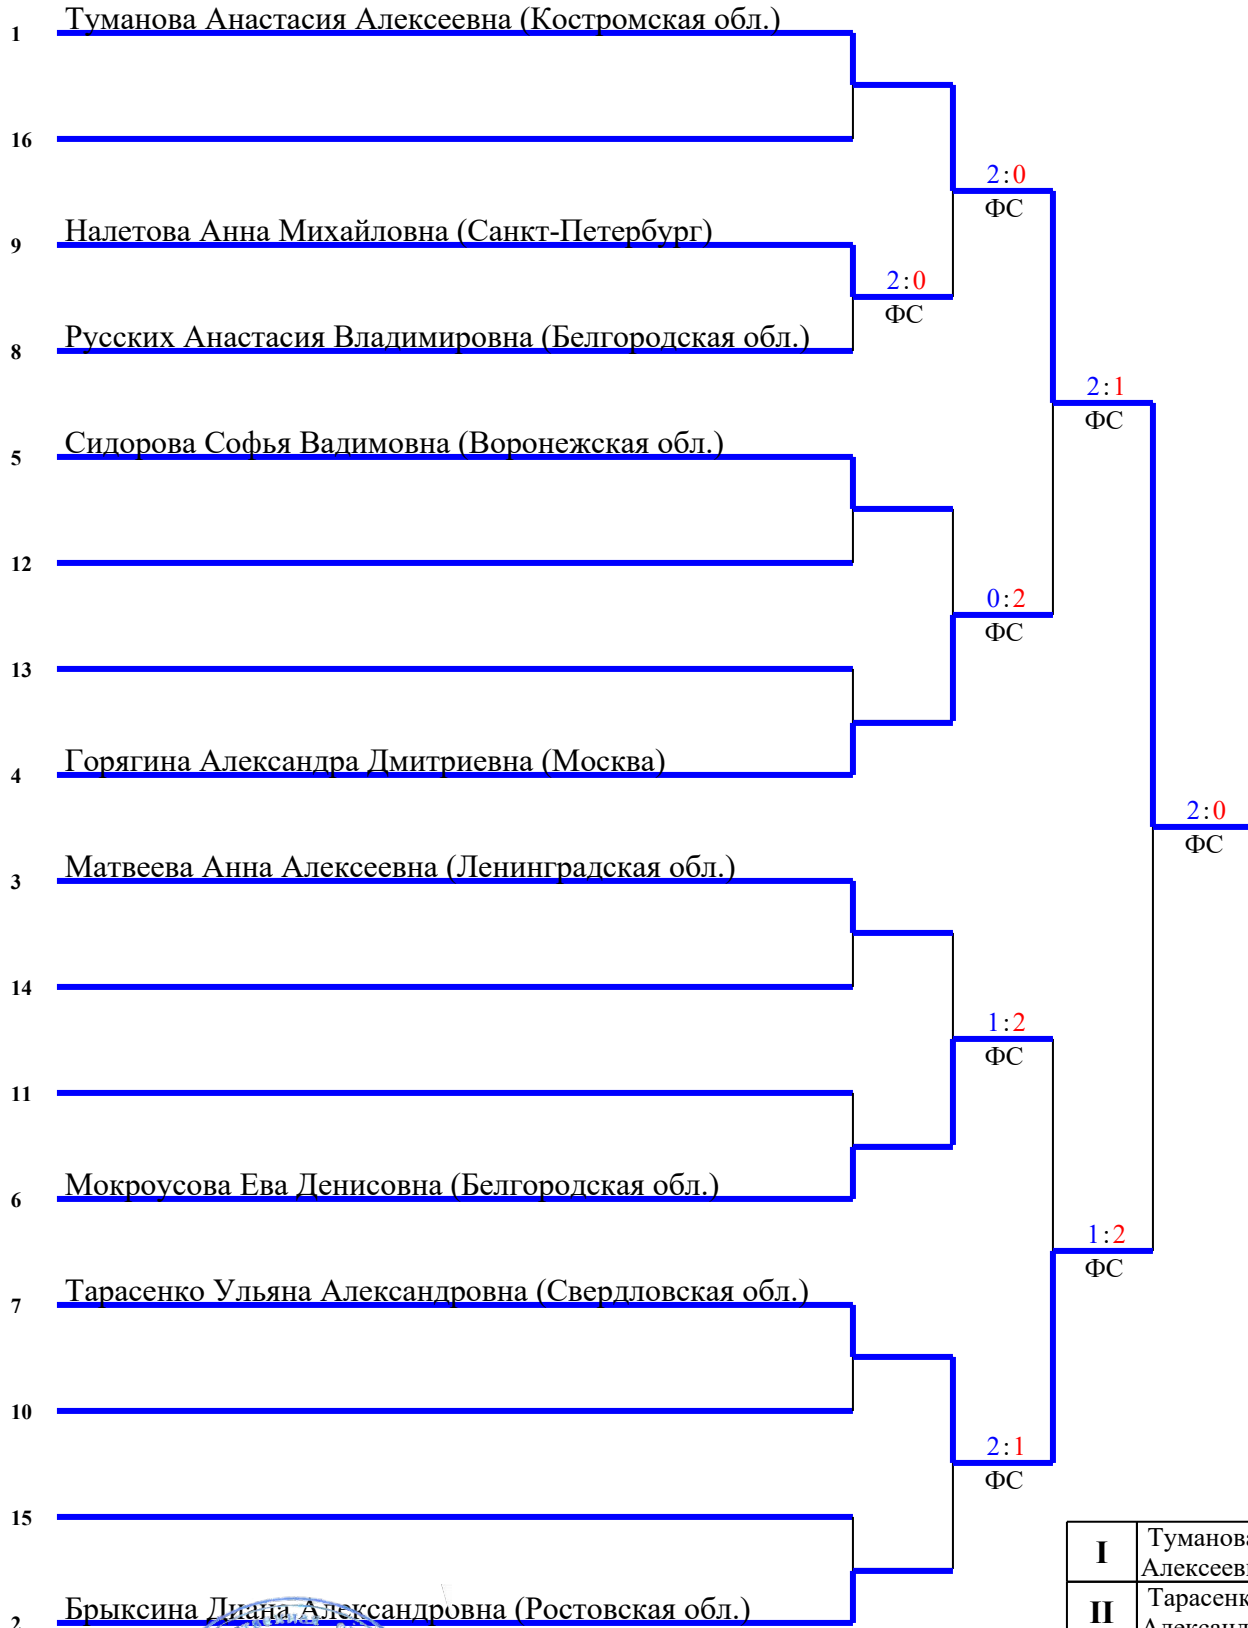 1 Туманова Анастасия Алексеевна (Костромская обл.)
16
2:0
ФС
9 Налетова Анна Михайловна (Санкт-Петербург)
2:0
ФС
8 Русских Анастасия Владимировна (Белгородская обл.)
2:1
ФС
5 Сидорова Софья Вадимовна (Воронежская обл.)
12
0:2
ФС
13
4 Горягина Александра Дмитриевна (Москва)
2:0
ФС
3 Матвеева Анна Алексеевна (Ленинградская обл.)
14
1:2
ФС
11
6 Мокроусова Ева Денисовна (Белгородская обл.)
1:2
ФС
7 Тарасенко Ульяна Александровна (Свердловская обл.)
10
2:1
ФС
15
I Туманова
2 Брыксина Диана Александровна (Ростовская обл.)
II